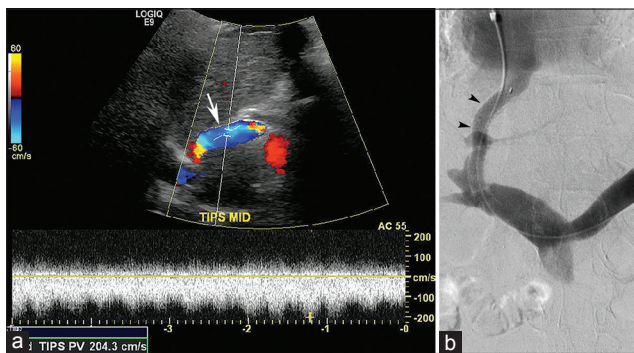 LOGIQ
E9
60
-60
cm/s
TIPS MID
AC 55
200
100
cm/s
-100
-200
-3
-2
-1
-0
TIPS PV 204.3 cm/s
a
b